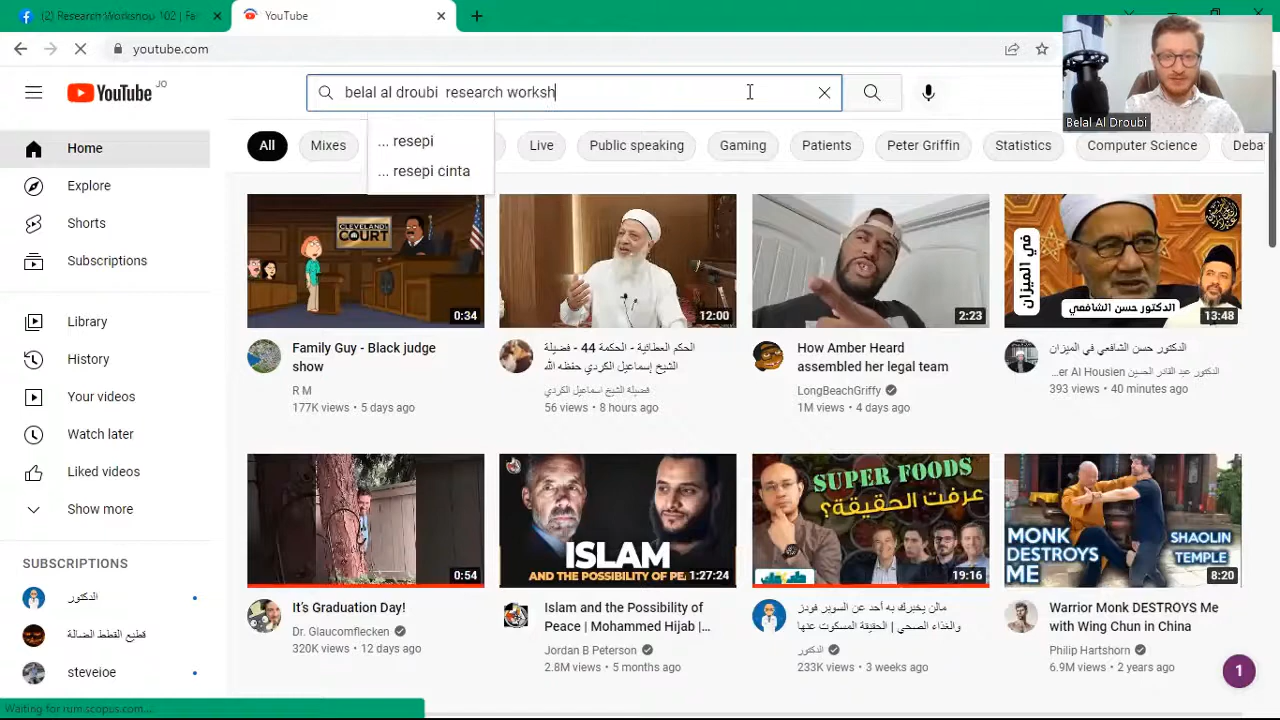 (2) Research Workshop 102 | Fa
YouTube
youtube.com
YouTube JO
belal al droubi  research worksh
Belal Al Droubi
... resepi
... resepi cinta
All
Mixes
Live
Public speaking
Gaming
Patients
Peter Griffin
Statistics
Computer Science
Deba
Home
Explore
Shorts
Subscriptions
Library
History
Your videos
Watch later
Liked videos
Show more
SUBSCRIPTIONS
الدكتور
قطيع القطط الضالة
steveioe
CLEVELAND'S
COURT
0:34
Family Guy - Black judge
show
R M
177K views • 5 days ago
12:00
الحكم العطائية - الحكمة 44 - فضيلة
الشيخ إسماعيل الكردي حفظه الله
فضيلة الشيخ اسماعيل الكردي
56 views • 8 hours ago
2:23
How Amber Heard
assembled her legal team
LongBeachGriffy
1M views • 4 days ago
في الميزان
الدكتور حسن الشافعي
13:48
الدكتور حسن الشافعي في الميزان
...er Al Housien الدكتور عبد القادر الحسين
393 views • 40 minutes ago
0:54
It's Graduation Day!
Dr. Glaucomflecken
320K views • 12 days ago
ISLAM
AND THE POSSIBILITY OF PE
1:27:24
Islam and the Possibility of
Peace | Mohammed Hijab |...
Jordan B Peterson
2.8M views • 5 months ago
SUPER FOODS
عرفت الحقيقة؟
19:16
مالن يخبرك به أحد عن السوبر فودز
والغذاء الصحي | الحقيقة المسكوت عنها
الدكتور
233K views • 3 weeks ago
MONK
DESTROYS
ME
SHAOLIN
TEMPLE
8:20
Warrior Monk DESTROYS Me
with Wing Chun in China
Philip Hartshorn
6.9M views • 2 years ago
1
Waiting for rum.scopus.com...